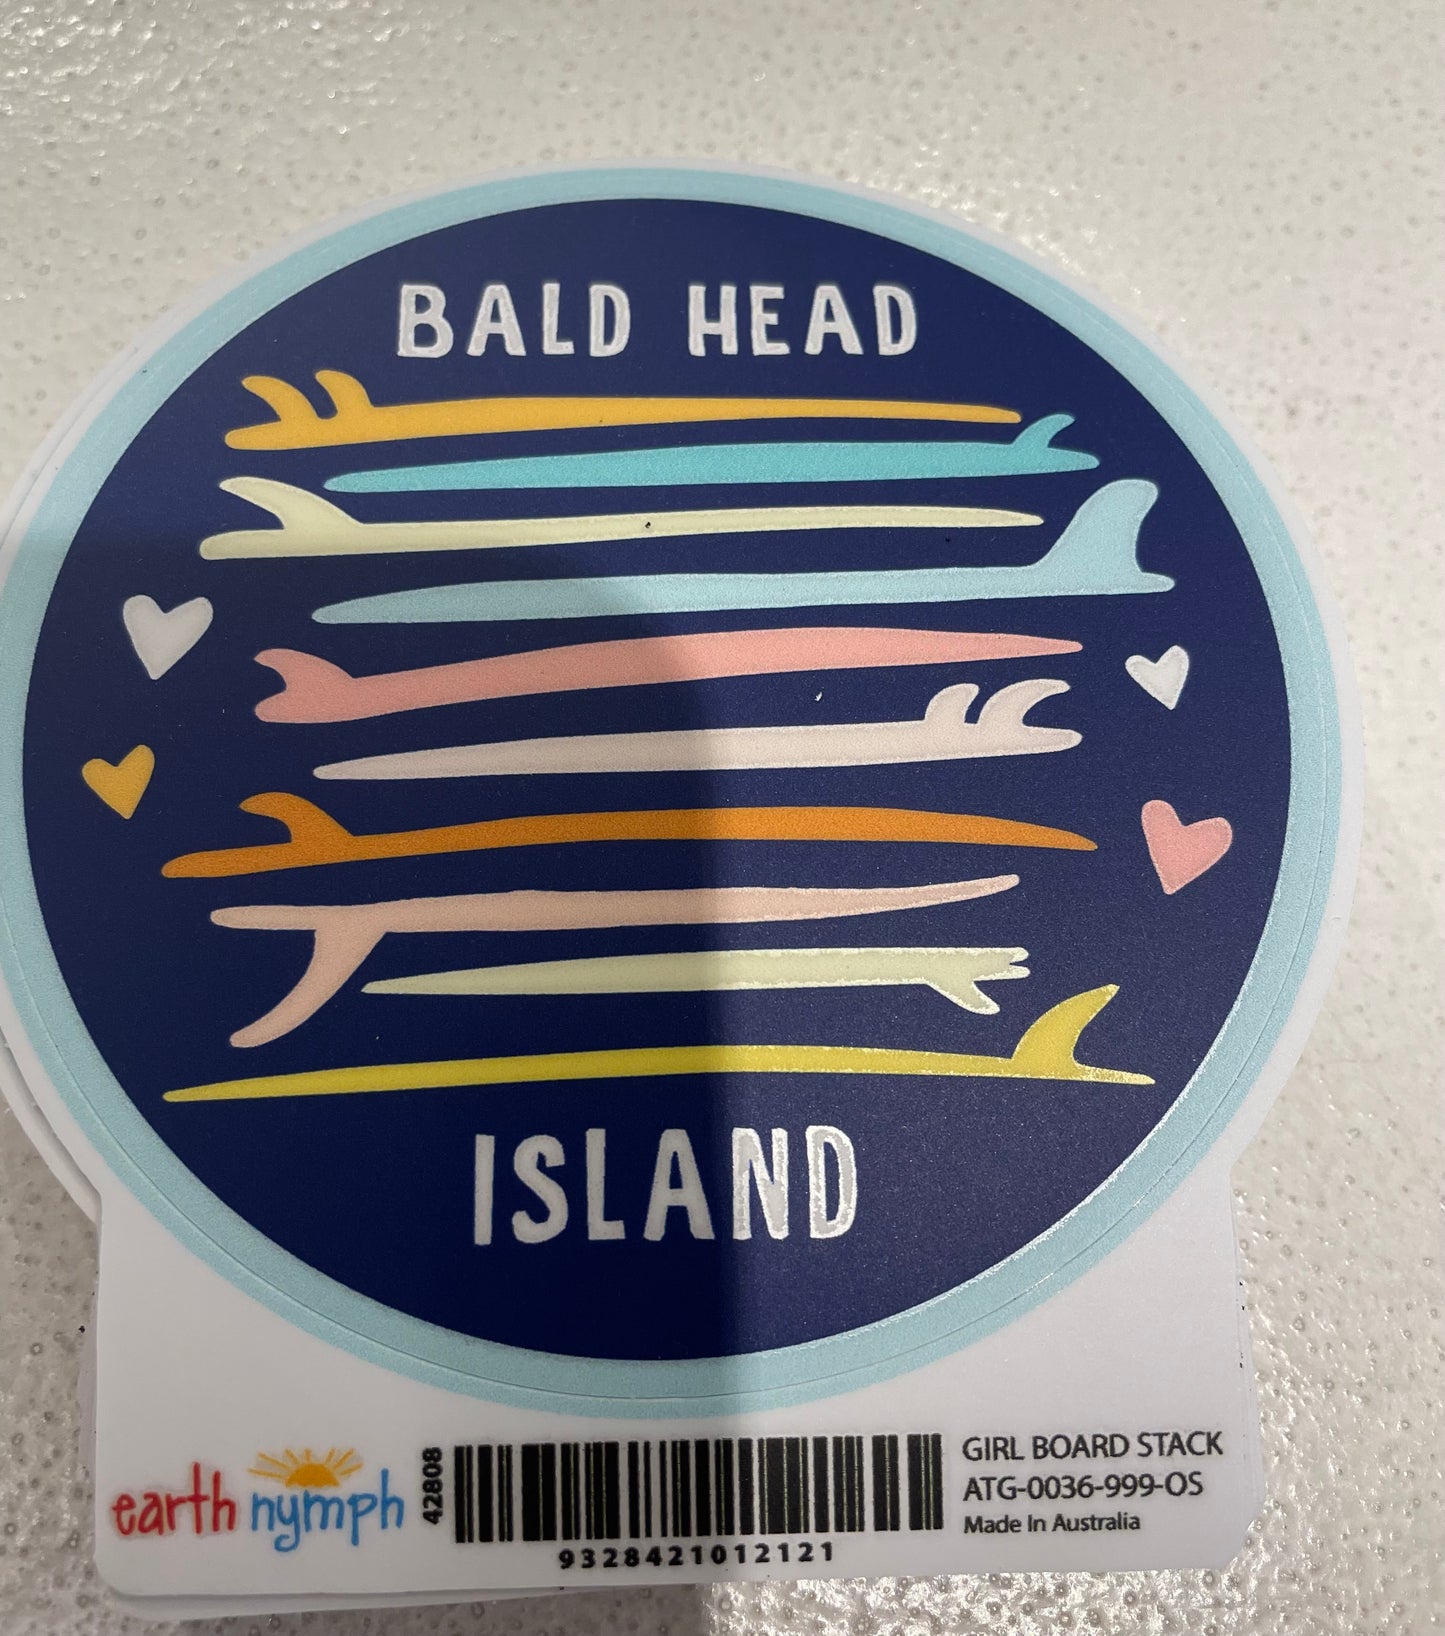 BALD HEAD
ISLAND
earth nymph
42808
9328421012121
GIRL BOARD STACK
ATG-0036-999-OS
Made In Australia